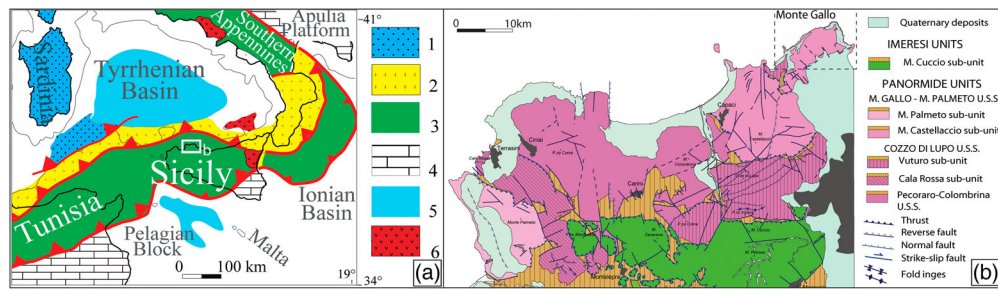 Apulia
Platform
41°
Southern
Appennines
Sardinia
Tyrrhenian
Basin
b
Sicily
Tunisia
Ionian
Basin
Pelagian
Block
Malta
0 100 km
19°
34°
(a)
1
2
3
4
5
6
0 10km
Monte Gallo
Capaci
Terrasini
Cinisi
Carini
Monte Palmeto
Montelepre
(b)
Quaternary deposits
IMERESI UNITS
M. Cuccio sub-unit
PANORMIDE UNITS
M. GALLO - M. PALMETO U.S.S.
M. Palmeto sub-unit
M. Castellaccio sub-unit
COZZO DI LUPO U.S.S.
Vuturo sub-unit
Cala Rossa sub-unit
Pecoraro-Colombrina
U.S.S.
Thrust
Reverse fault
Normal fault
Strike-slip fault
Fold inges